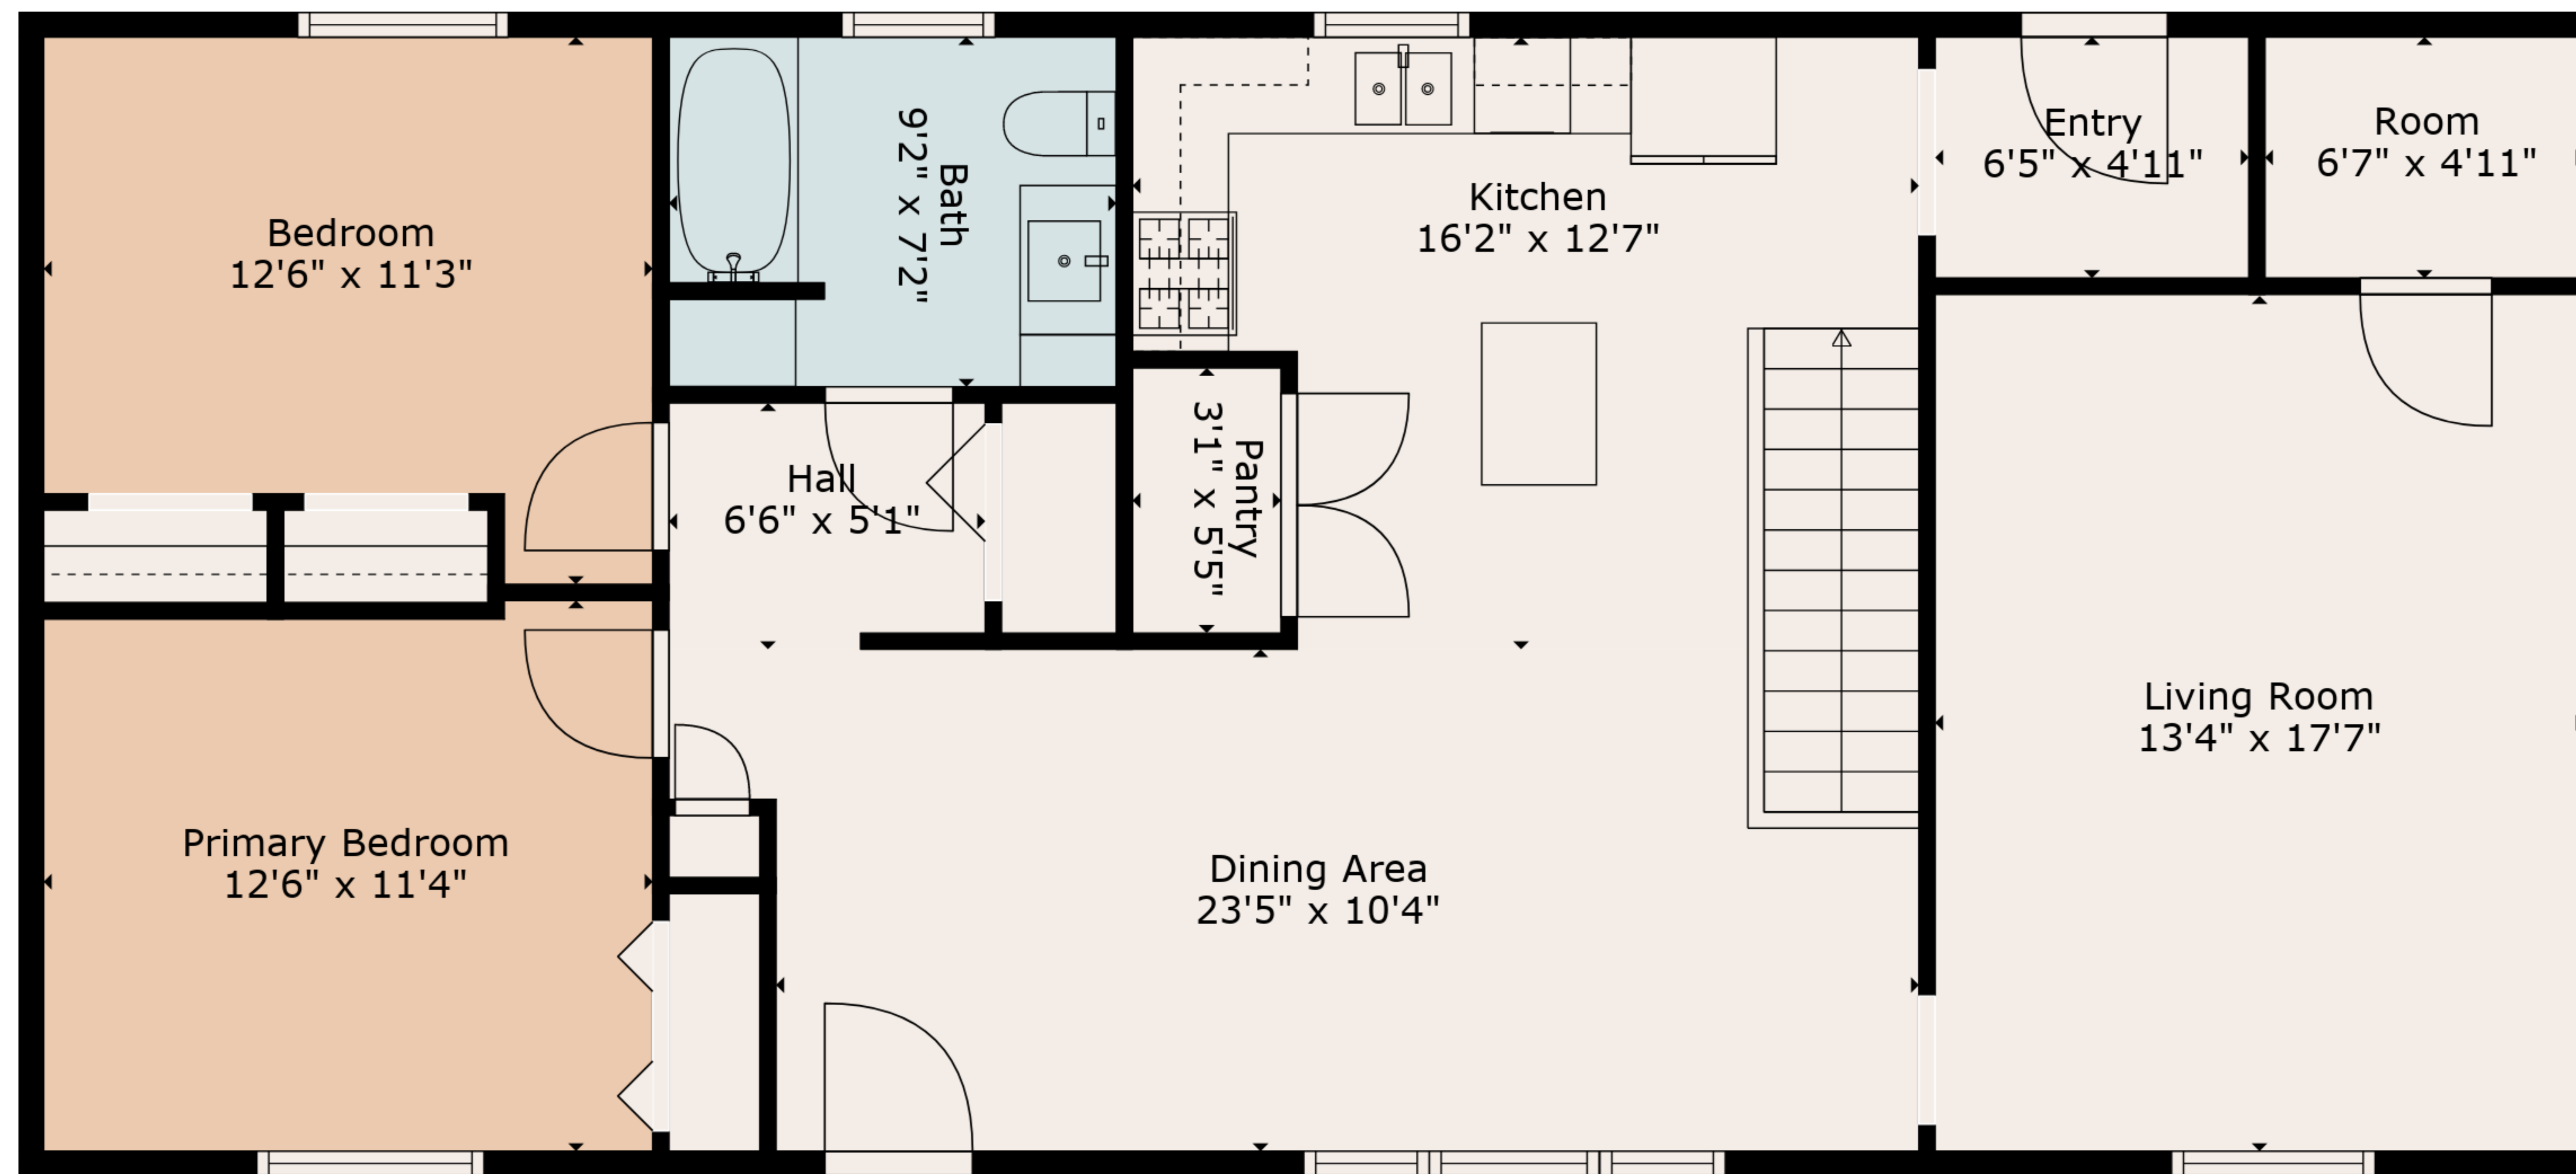 Bedroom
12'6" x 11'3"
Bath
9'2" x 7'2"
Kitchen
16'2" x 12'7"
Entry
6'5" x 4'11"
Room
6'7" x 4'11"
Hall
6'6" x 5'1"
Pantry
3'1" x 5'5"
Living Room
13'4" x 17'7"
Primary Bedroom
12'6" x 11'4"
Dining Area
23'5" x 10'4"